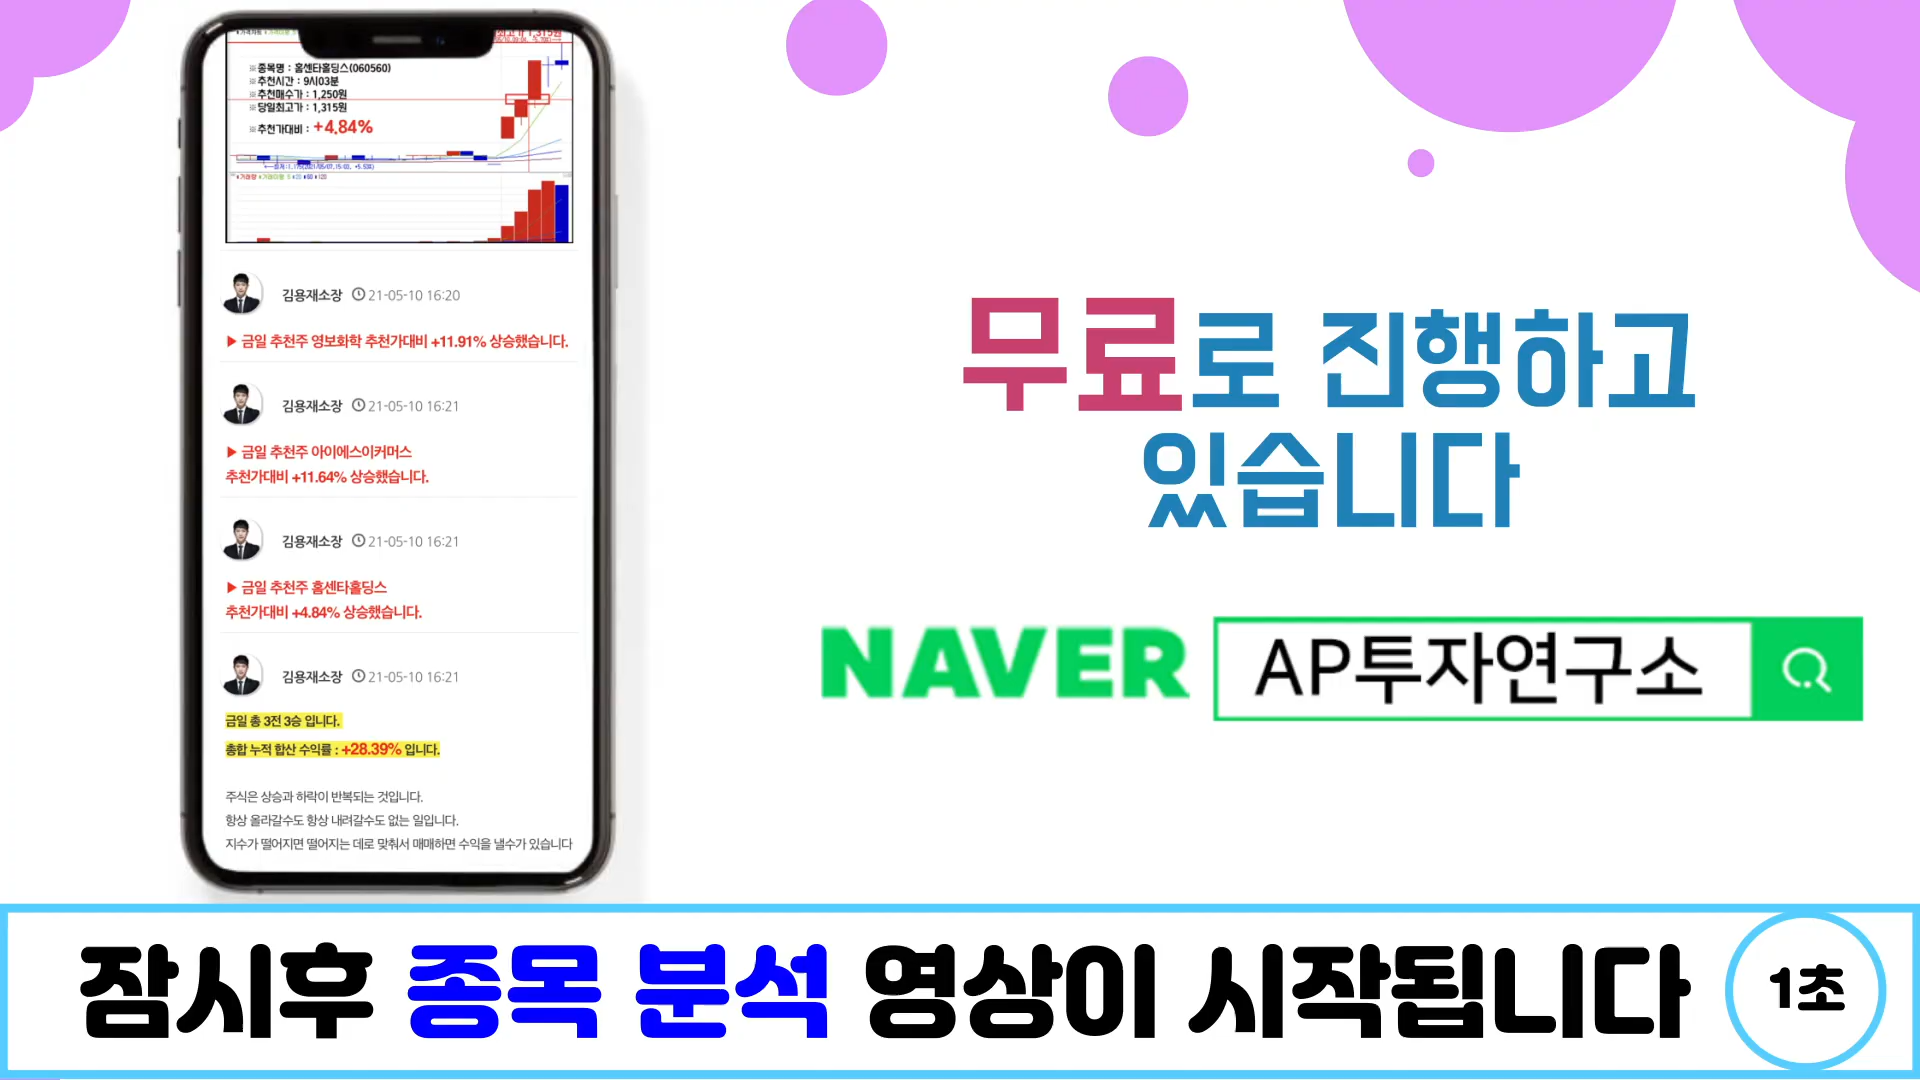 ※종목명 : 홈센타홀딩스(060560)
※추천시간 : 9시03분
※추천매수가 : 1,250원
※당일최고가 : 1,315원
※추천가대비 : +4.84%
김용재소장 21-05-10 16:20
▶ 금일 추천주 영보화학 추천가대비 +11.91% 상승했습니다.
김용재소장 21-05-10 16:21
▶ 금일 추천주 아이에스이커머스
추천가대비 +11.64% 상승했습니다.
김용재소장 21-05-10 16:21
▶ 금일 추천주 홈센타홀딩스
추천가대비 +4.84% 상승했습니다.
김용재소장 21-05-10 16:21
금일 총 3전 3승 입니다.
총합 누적 합산 수익률 : +28.39% 입니다.
주식은 상승과 하락이 반복되는 것입니다.
항상 올라갈수도 항상 내려갈수도 없는 일입니다.
지수가 떨어지면 떨어지는 데로 맞춰서 매매하면 수익을 낼수가 있습니다
무료로 진행하고
있습니다
NAVER AP투자연구소
잠시후 종목 분석 영상이 시작됩니다 1초